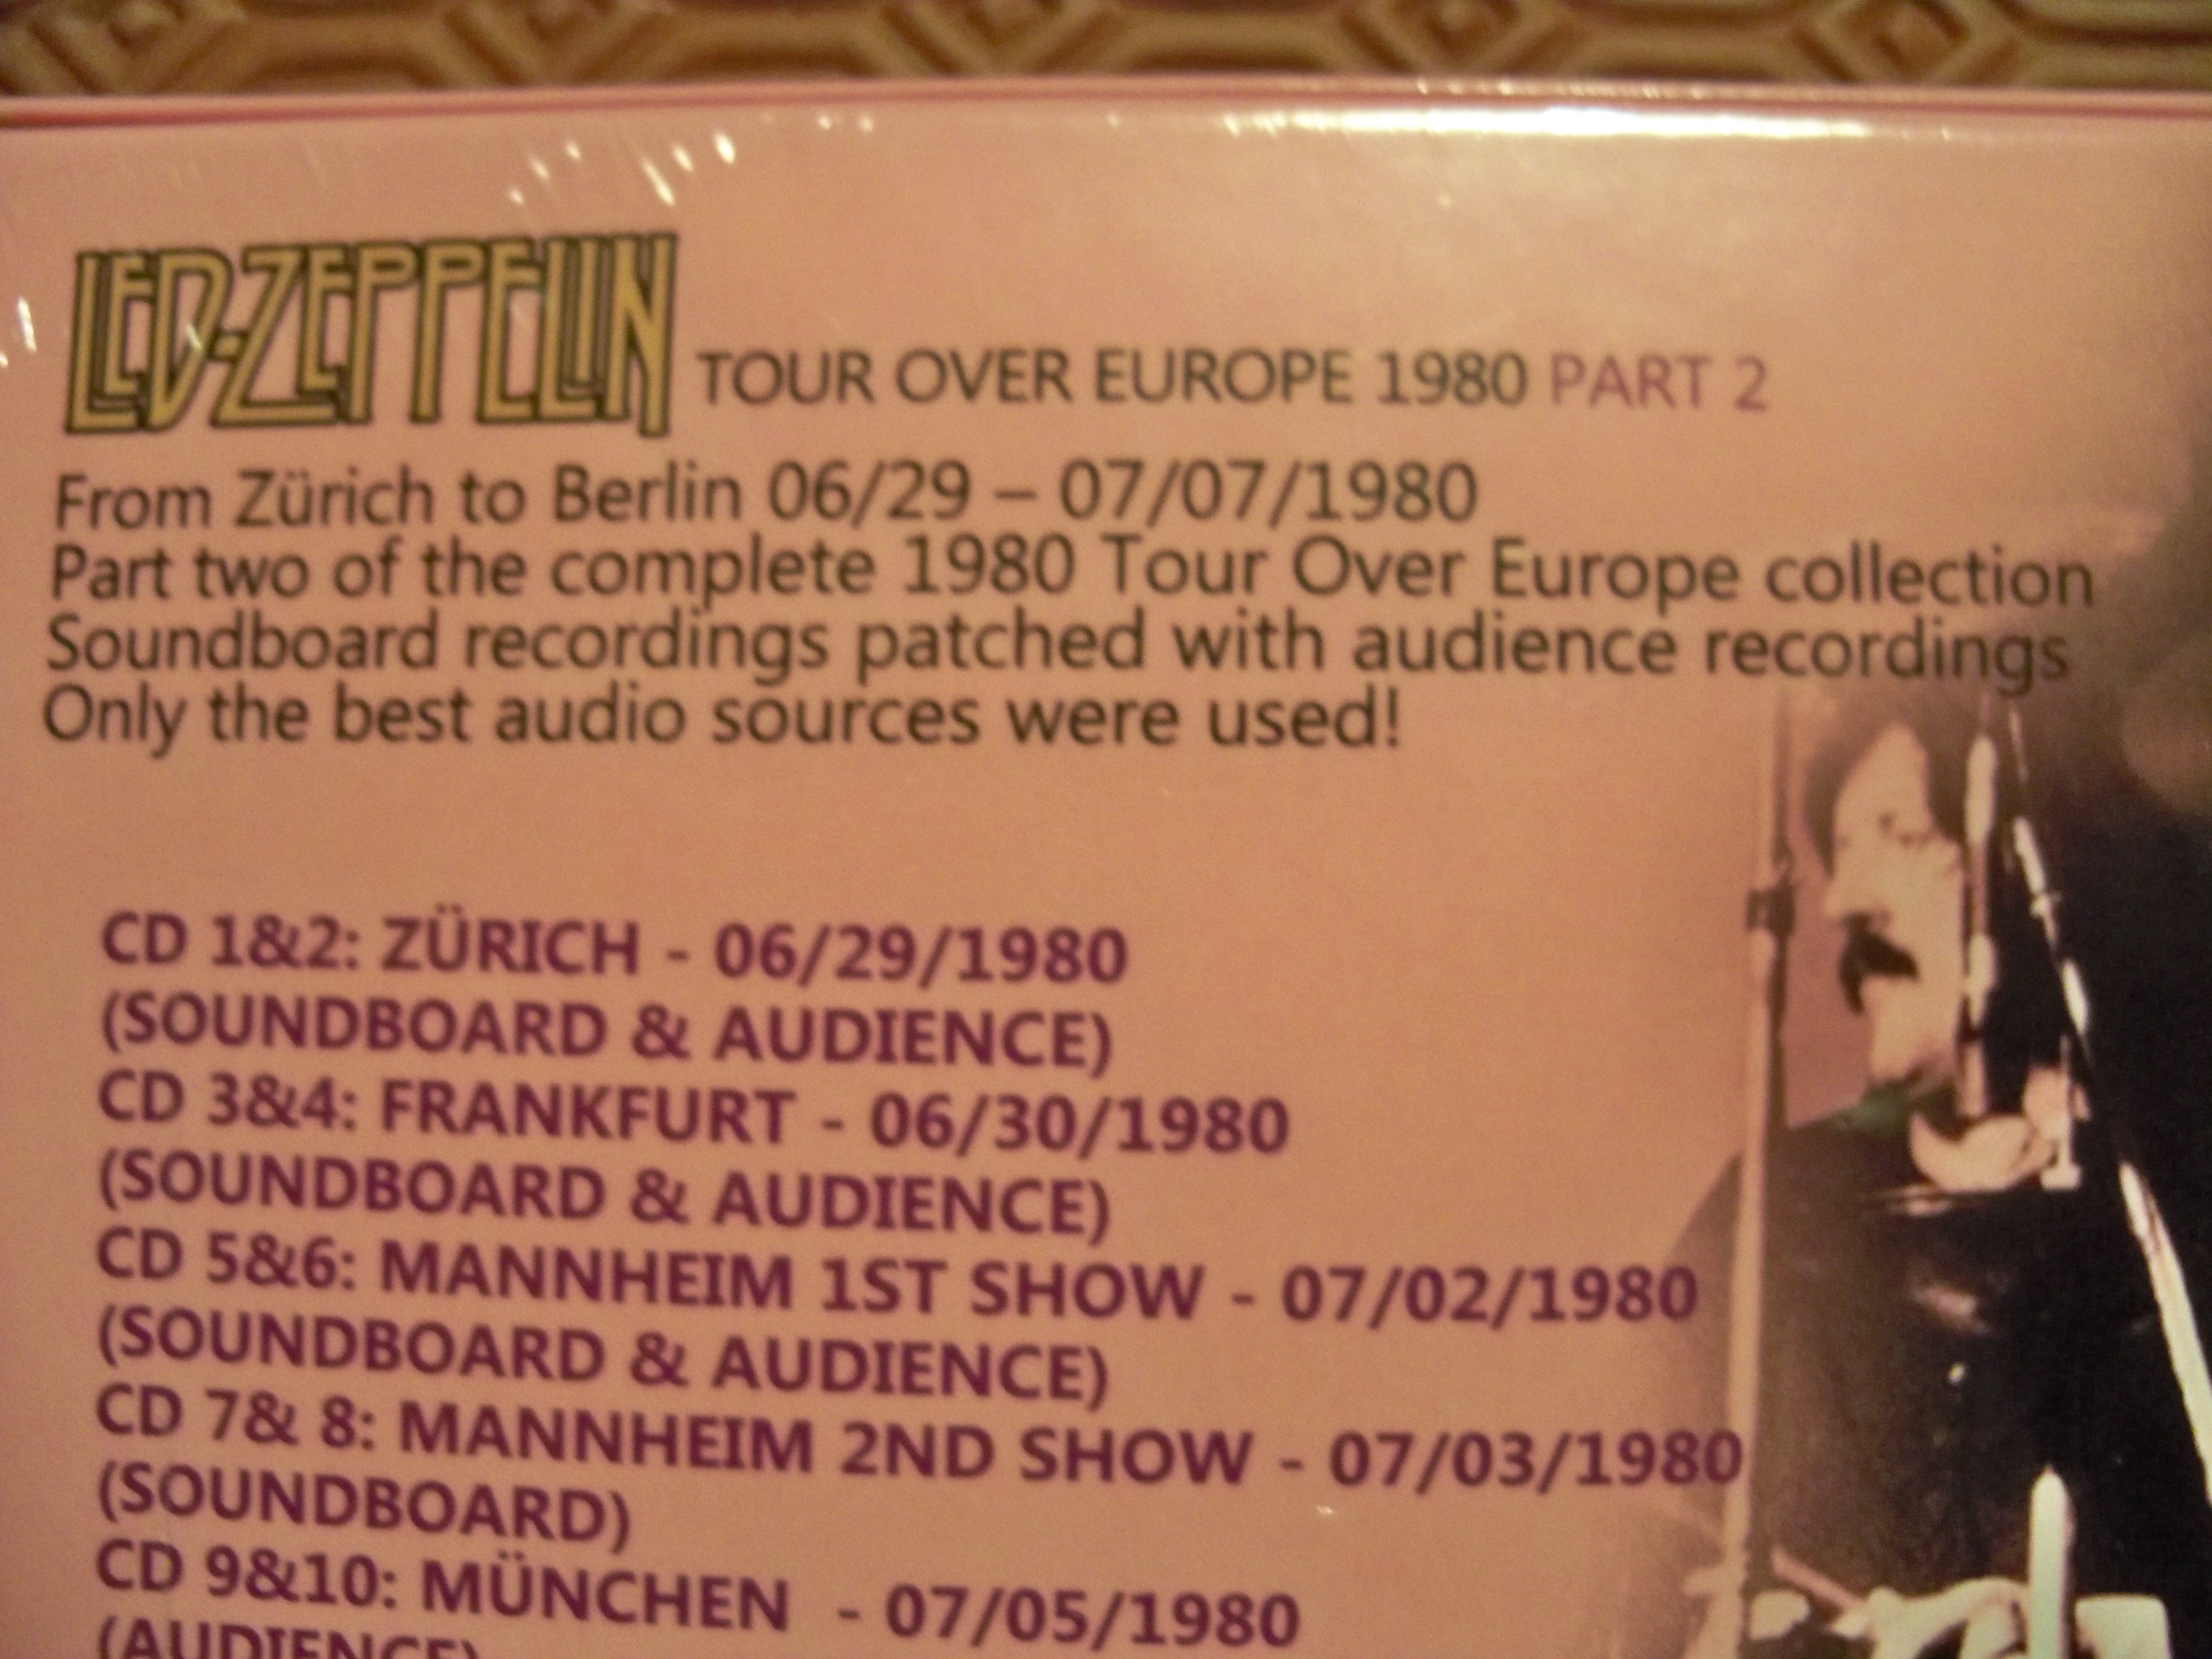 LED-ZEPPELIN TOUR OVER EUROPE 1980 PART 2
From Zürich to Berlin 06/29 – 07/07/1980
Part two of the complete 1980 Tour Over Europe collection
Soundboard recordings patched with audience recordings
Only the best audio sources were used!
CD 1&2: ZÜRICH - 06/29/1980
(SOUNDBOARD & AUDIENCE)
CD 3&4: FRANKFURT - 06/30/1980
(SOUNDBOARD & AUDIENCE)
CD 5&6: MANNHEIM 1ST SHOW - 07/02/1980
(SOUNDBOARD & AUDIENCE)
CD 7& 8: MANNHEIM 2ND SHOW - 07/03/1980
(SOUNDBOARD)
CD 9&10: MÜNCHEN - 07/05/1980
(AUDIENCE)